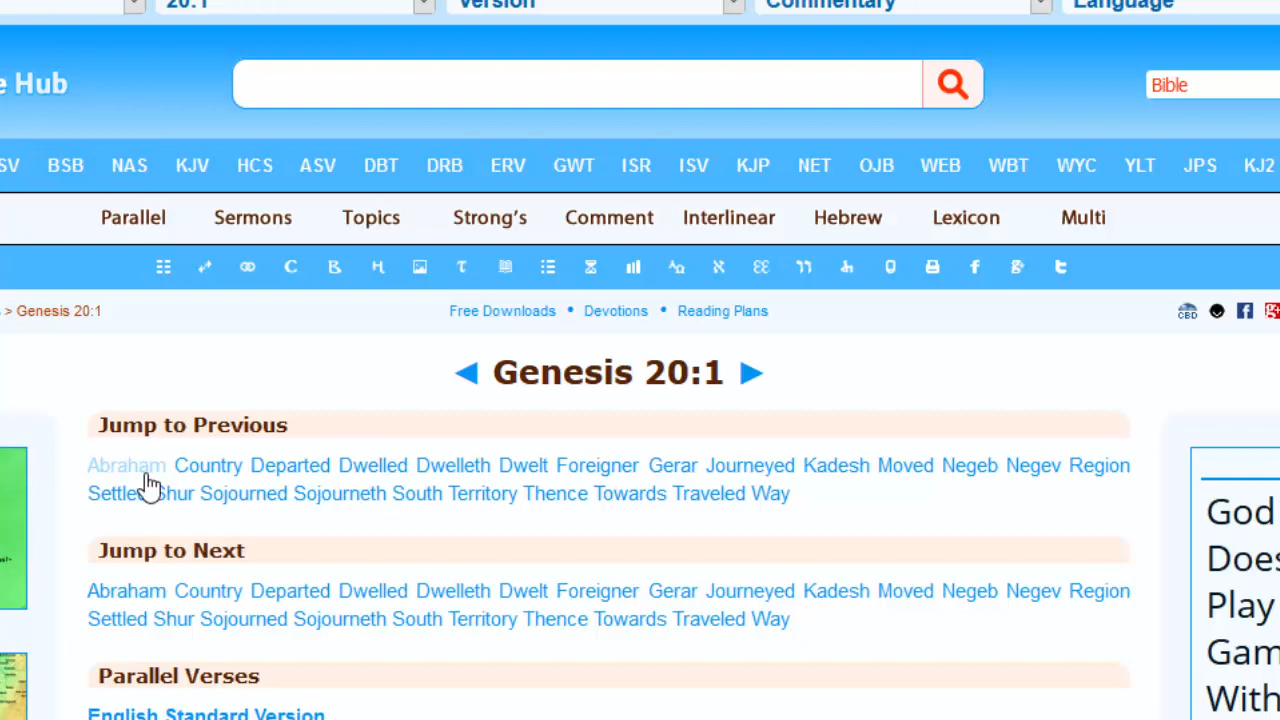 20:1 Version Commentary Language
e Hub
Bible
SV BSB NAS KJV HCS ASV DBT DRB ERV GWT ISR ISV KJP NET OJB WEB WBT WYC YLT JPS KJ2
Parallel Sermons Topics Strong's Comment Interlinear Hebrew Lexicon Multi
> Genesis 20:1 Free Downloads • Devotions • Reading Plans
◄ Genesis 20:1 ►
Jump to Previous
Abraham Country Departed Dwelled Dwelleth Dwelt Foreigner Gerar Journeyed Kadesh Moved Negeb Negev Region
Settled Shur Sojourned Sojourneth South Territory Thence Towards Traveled Way
Jump to Next
Abraham Country Departed Dwelled Dwelleth Dwelt Foreigner Gerar Journeyed Kadesh Moved Negeb Negev Region
Settled Shur Sojourned Sojourneth South Territory Thence Towards Traveled Way
Parallel Verses
English Standard Version
God
Does
Play
Gam
With